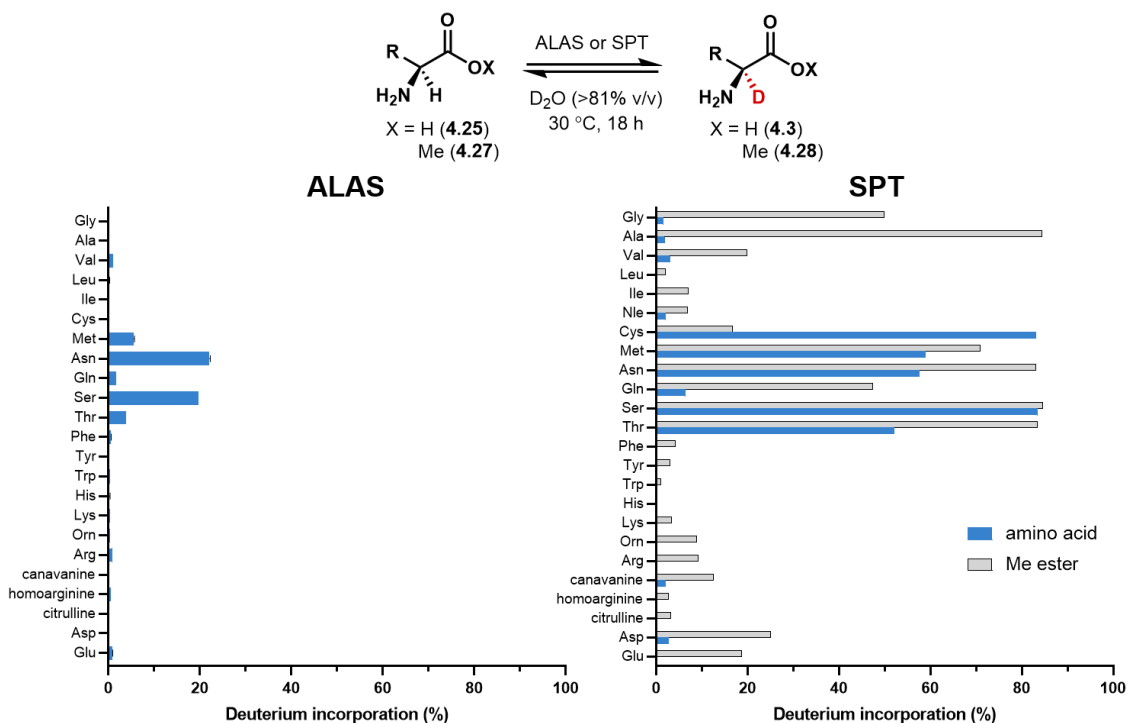 R
O
OX
H₂N
H
X = H (4.25)
Me (4.27)
ALAS or SPT
D₂O (>81% v/v)
30 °C, 18 h
R
O
OX
H₂N
D
X = H (4.3)
Me (4.28)
ALAS
Gly
Ala
Val
Leu
Ile
Cys
Met
Asn
Gln
Ser
Thr
Phe
Tyr
Trp
His
Lys
Orn
Arg
canavanine
homoarginine
citrulline
Asp
Glu
0 20 40 60 80 100
Deuterium incorporation (%)
SPT
Gly
Ala
Val
Leu
Ile
Nle
Cys
Met
Asn
Gln
Ser
Thr
Phe
Tyr
Trp
His
Lys
Orn
Arg
canavanine
homoarginine
citrulline
Asp
Glu
amino acid
Me ester
0 20 40 60 80 100
Deuterium incorporation (%)